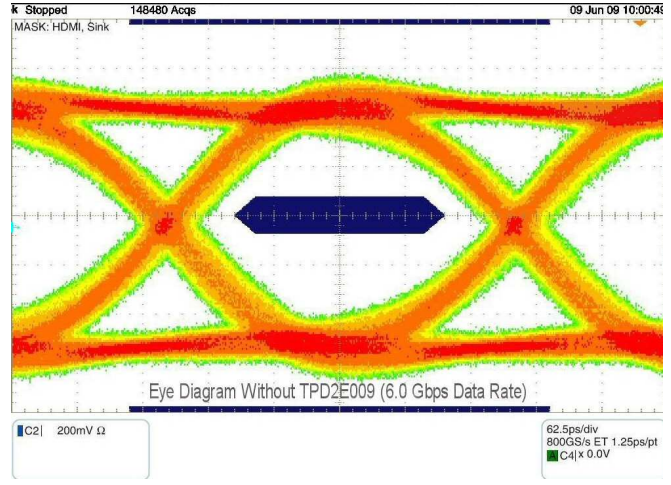 k Stopped 148480 Acqs 09 Jun 09 10:00:49
MASK: HDMI, Sink
Eye Diagram Without TPD2E009 (6.0 Gbps Data Rate)
C2| 200mV Ω
62.5ps/div
800GS/s ET 1.25ps/pt
A C4| x 0.0V